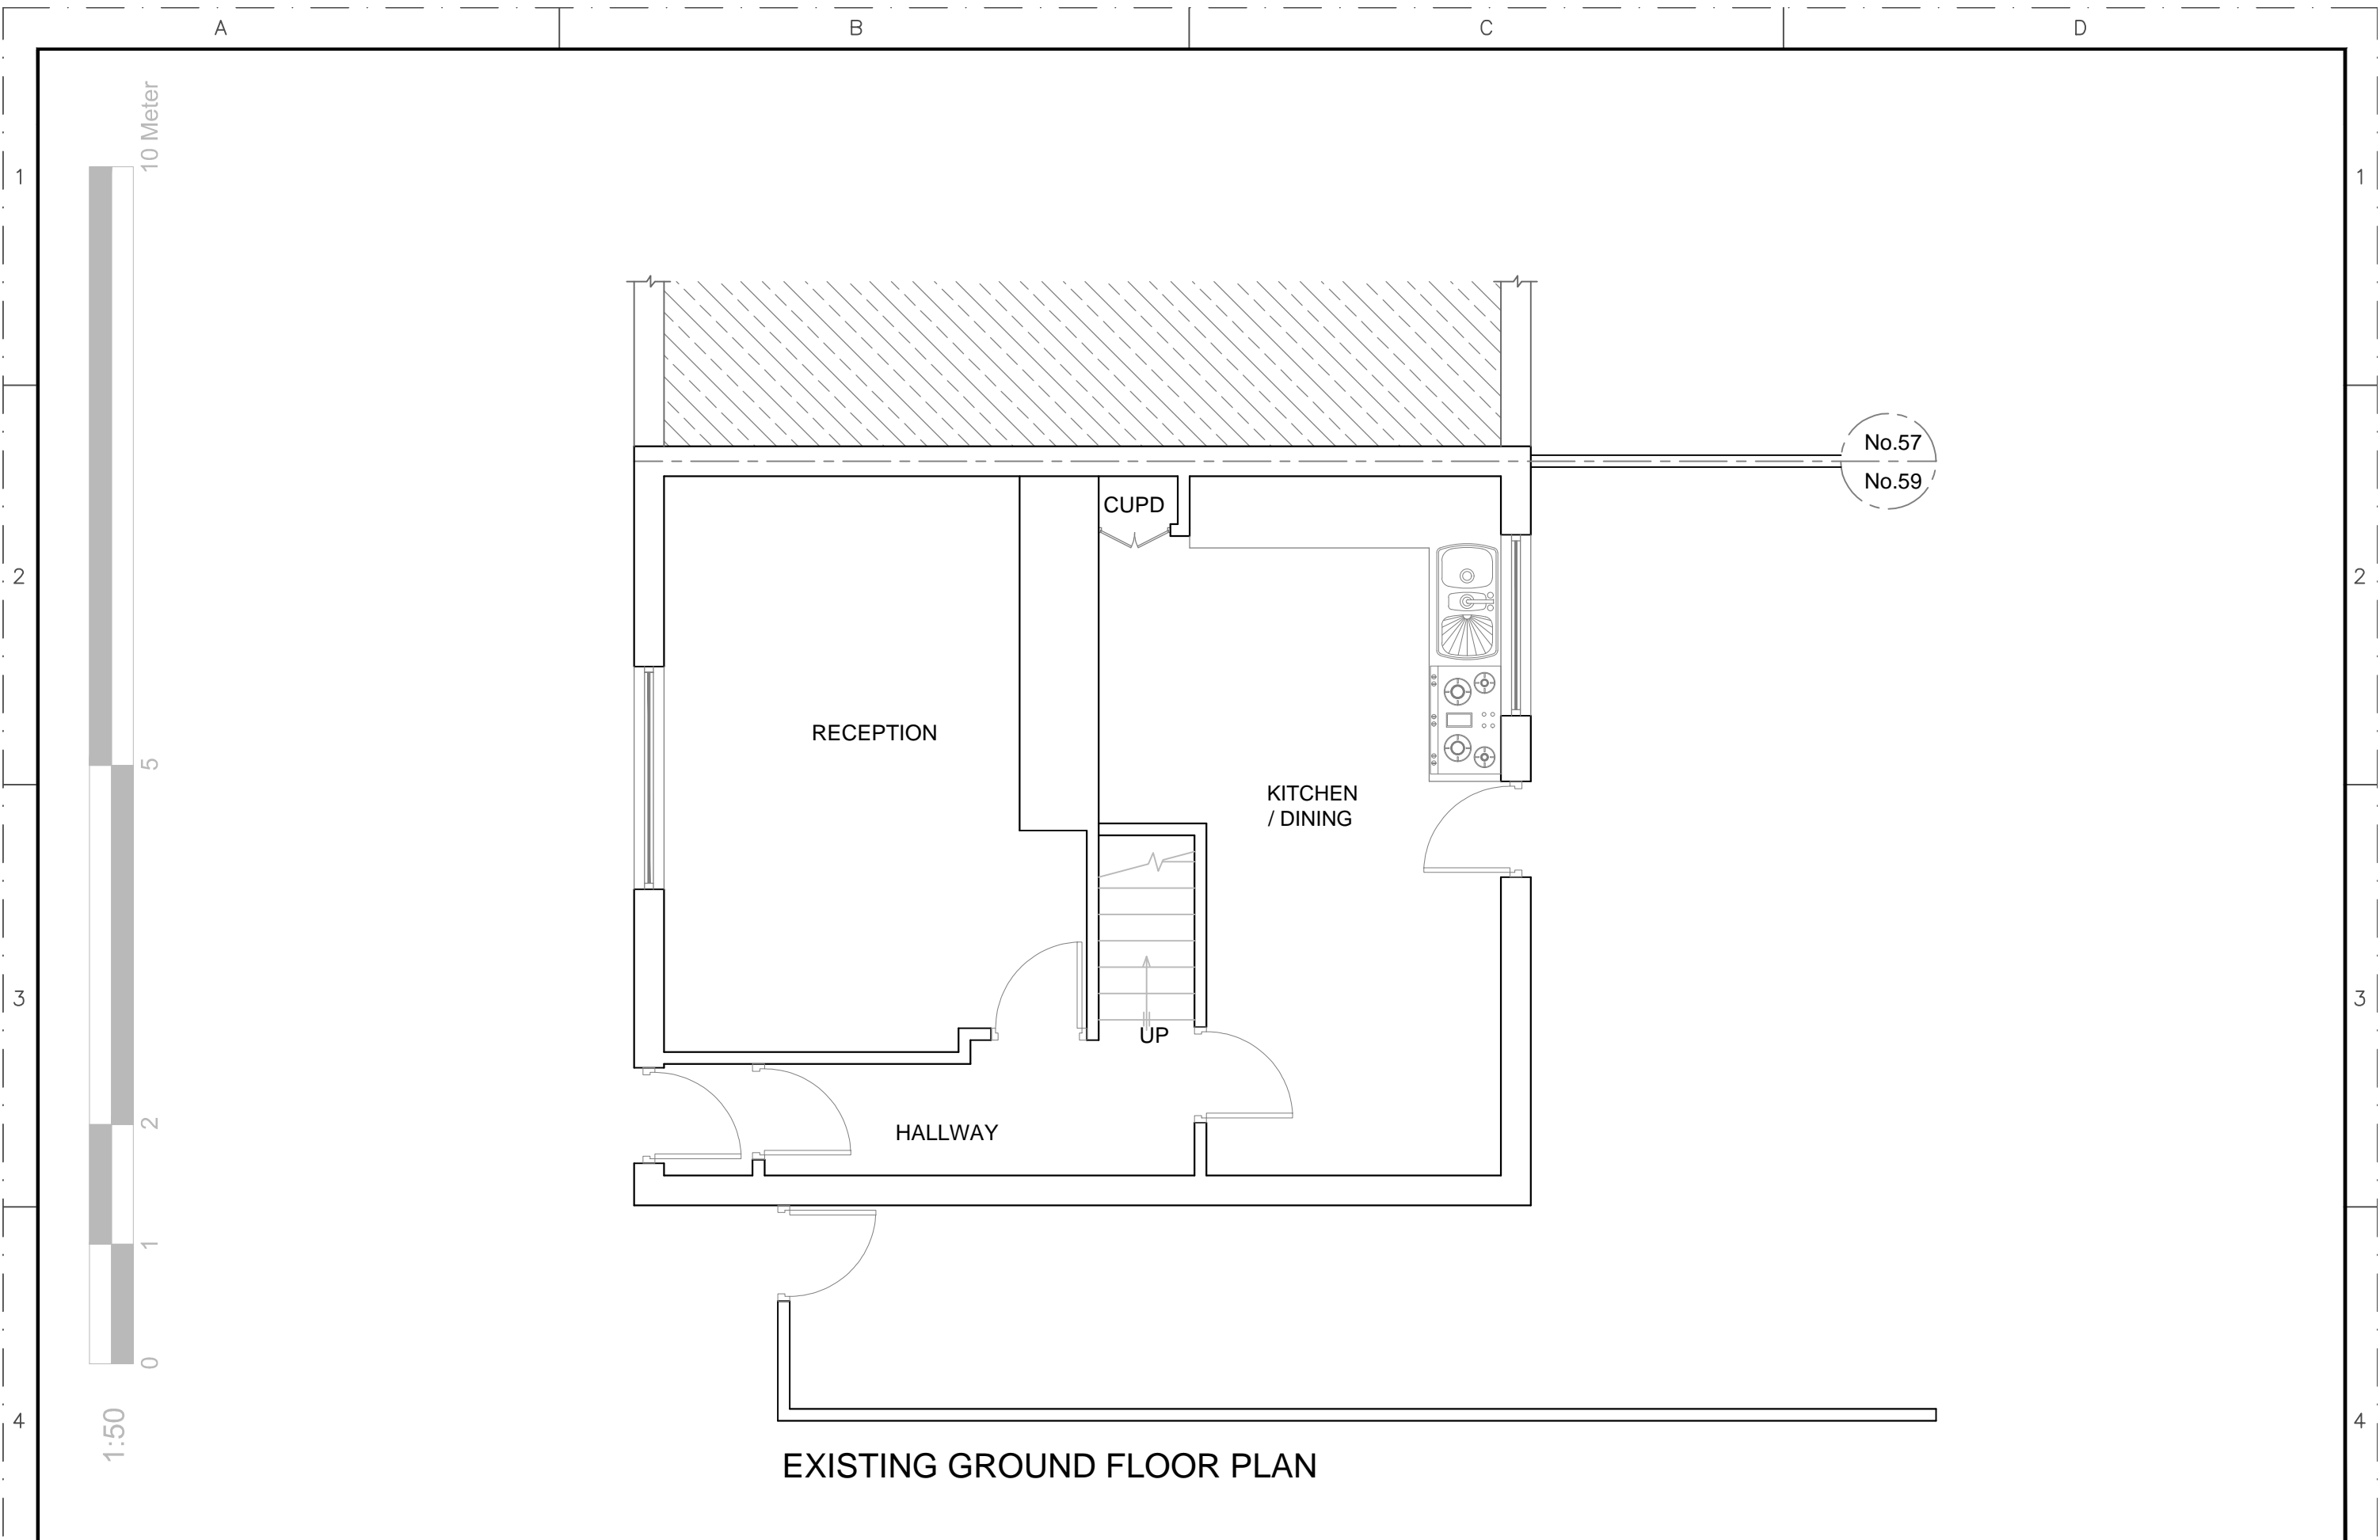 A B C D
10 Meter
1 1
No.57
No.59
CUPD
2 2
RECEPTION
5
KITCHEN
/ DINING
3 3
UP
2
HALLWAY
1
0
4 4
1:50
EXISTING GROUND FLOOR PLAN